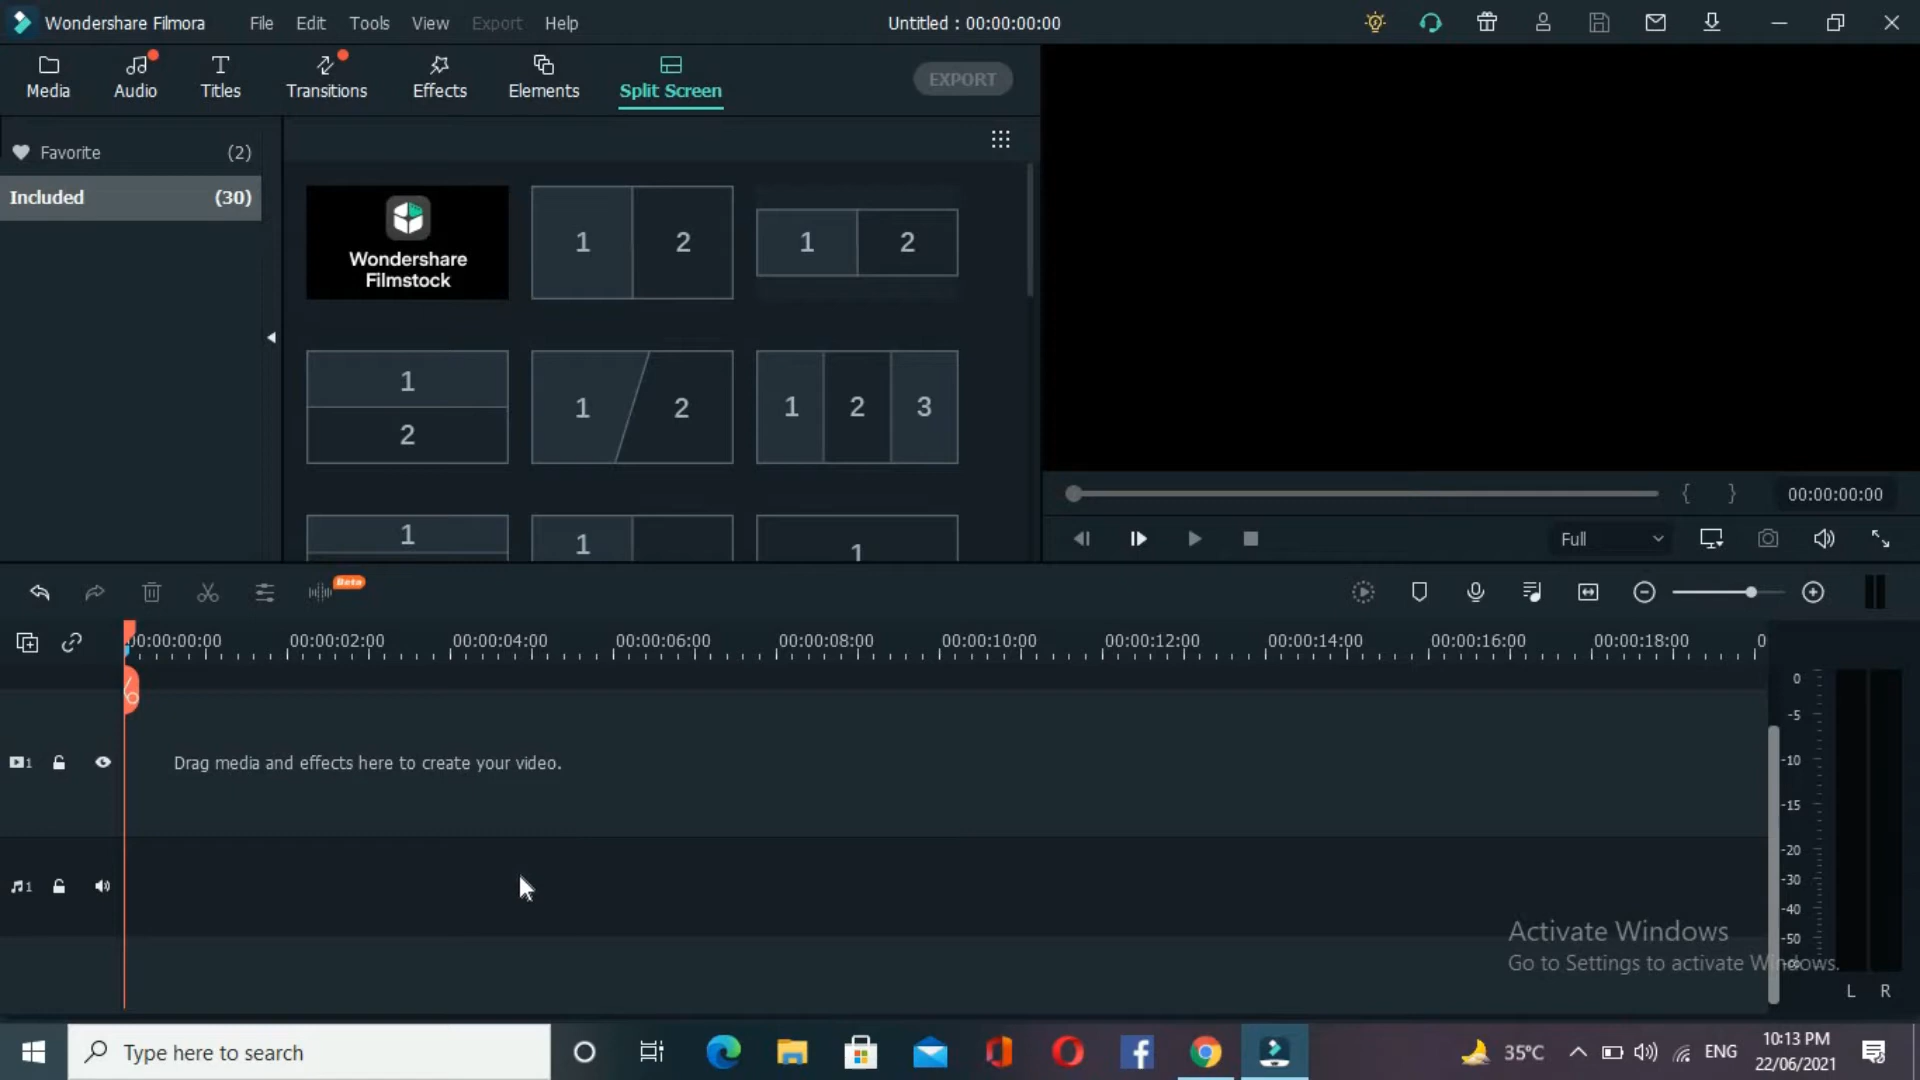 Wondershare Filmora File Edit Tools View Export Help Untitled : 00:00:00:00
Media Audio Titles Transitions Effects Elements Split Screen EXPORT
Favorite (2)
Included (30)
Wondershare
Filmstock
1 2
1 2
1
2
1 2
1 2 3
1
1
1
00:00:00:00
Full
Beta
00:00:00:00 00:00:02:00 00:00:04:00 00:00:06:00 00:00:08:00 00:00:10:00 00:00:12:00 00:00:14:00 00:00:16:00 00:00:18:00 0
1 Drag media and effects here to create your video.
1
0
-5
-10
-15
-20
-30
-40
-50
L R
Activate Windows
Go to Settings to activate Windows.
Type here to search
35°C ENG
10:13 PM
22/06/2021